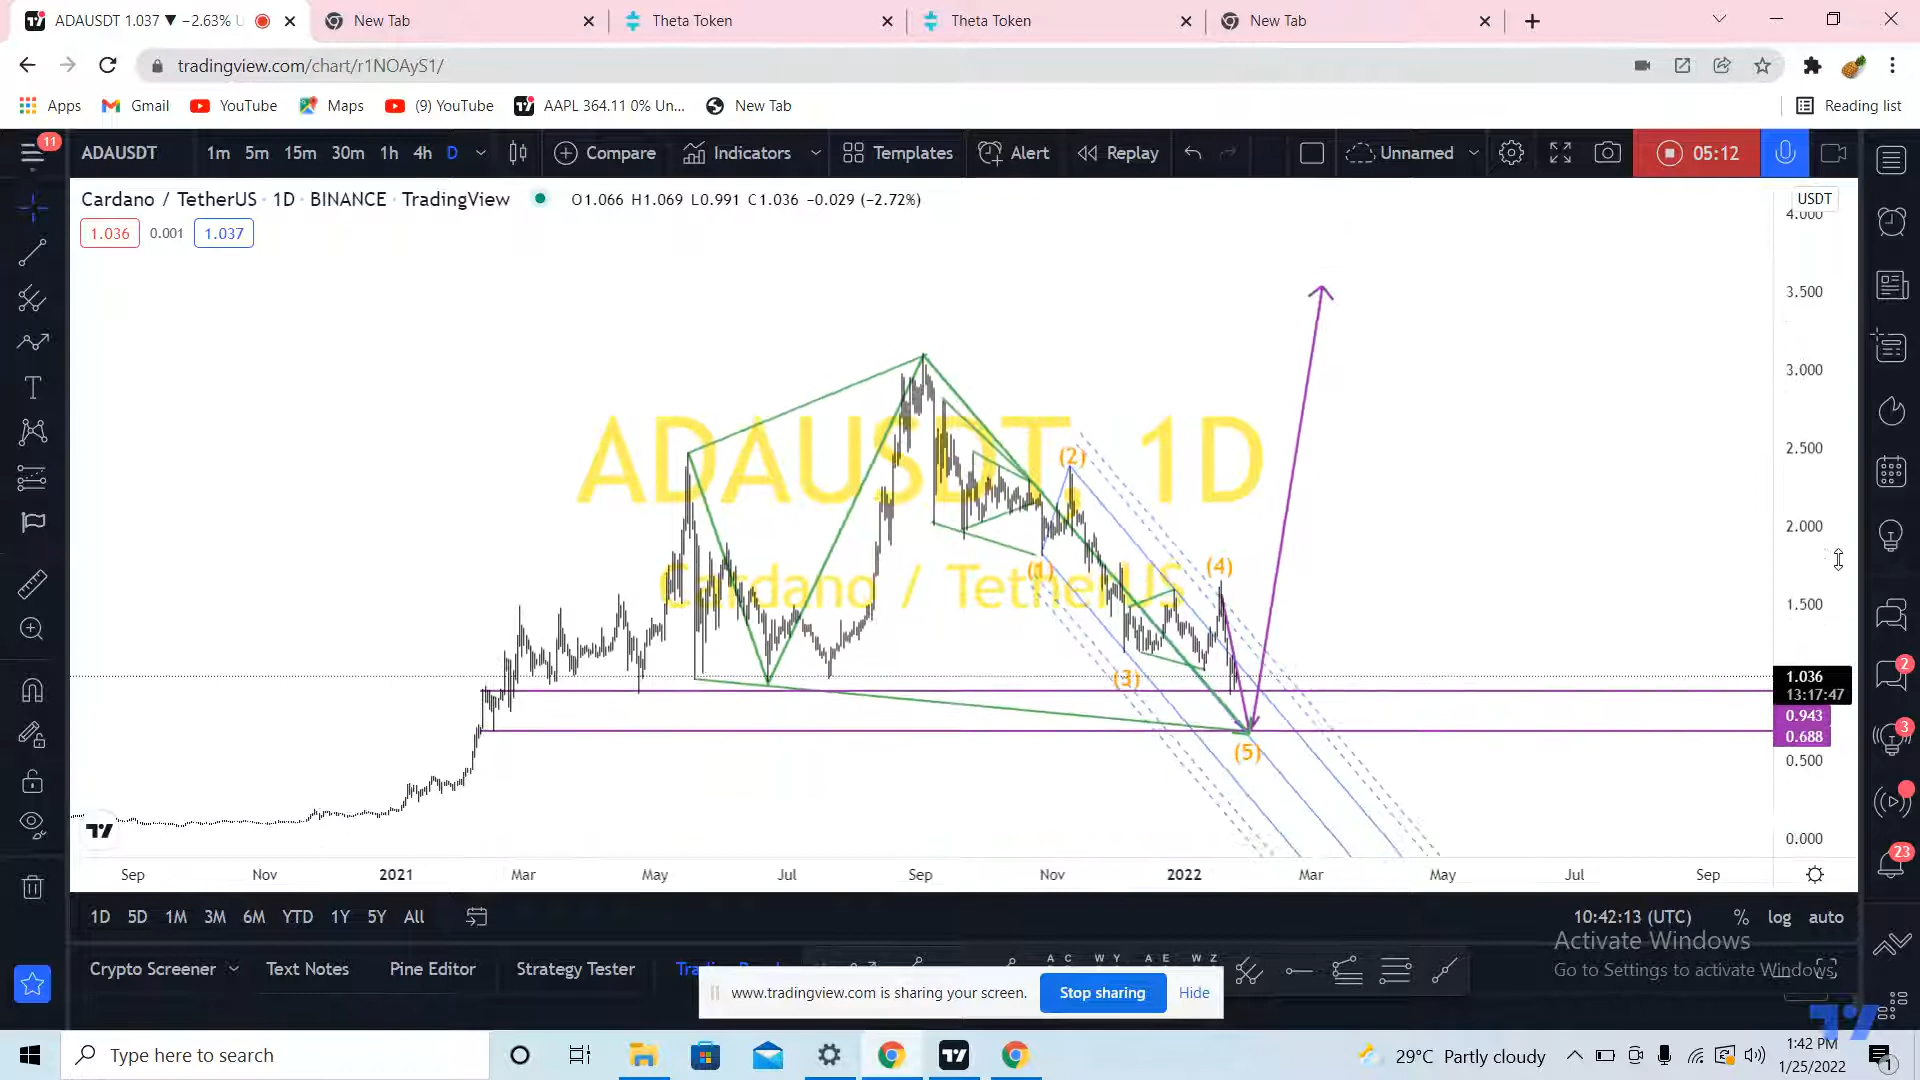 ADAUSDT 1.037 ▼ −2.63% U
New Tab
Theta Token
Theta Token
New Tab
tradingview.com/chart/r1NOAyS1/
Apps
Gmail
YouTube
Maps
(9) YouTube
AAPL 364.11 0% Un...
New Tab
Reading list
11
ADAUSDT
1m 5m 15m 30m 1h 4h D
Compare
Indicators
Templates
Alert
Replay
Unnamed
05:12
Cardano / TetherUS · 1D · BINANCE · TradingView
O1.066 H1.069 L0.991 C1.036 −0.029 (−2.72%)
1.036 0.001 1.037
USDT
4.000
3.500
3.000
2.500
2.000
1.500
1.036
13:17:47
0.943
0.688
0.500
0.000
ADAUSDT, 1D
Cardano / TetherUS
(1)
(2)
(3)
(4)
(5)
Sep Nov 2021 Mar May Jul Sep Nov 2022 Mar May Jul Sep
2
3
23
1D 5D 1M 3M 6M YTD 1Y 5Y All
10:42:13 (UTC) % log auto
Activate Windows
Go to Settings to activate Windows.
Crypto Screener
Text Notes
Pine Editor
Strategy Tester
A C W Y A E W Z
www.tradingview.com is sharing your screen.
Stop sharing
Hide
Type here to search
29°C Partly cloudy
1:42 PM
1/25/2022
1